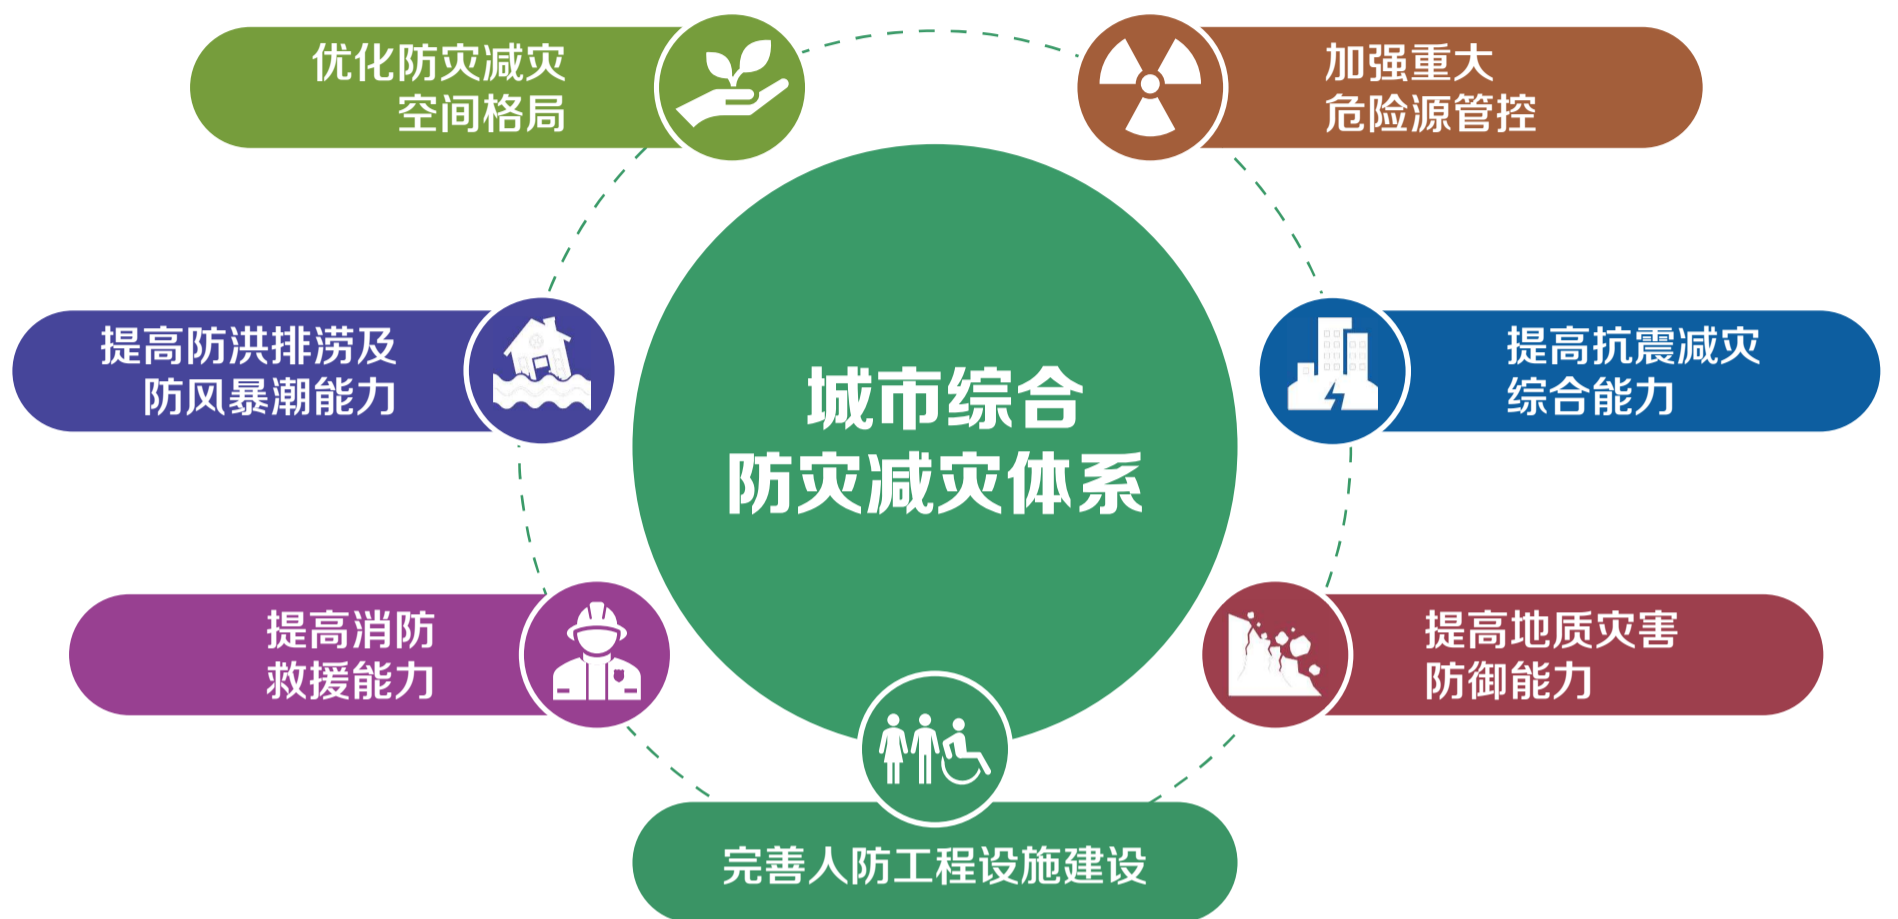 优化防灾减灾
空间格局
加强重大
危险源管控
提高防洪排涝及
防风暴潮能力
城市综合
防灾减灾体系
提高抗震减灾
综合能力
提高消防
救援能力
提高地质灾害
防御能力
完善人防工程设施建设